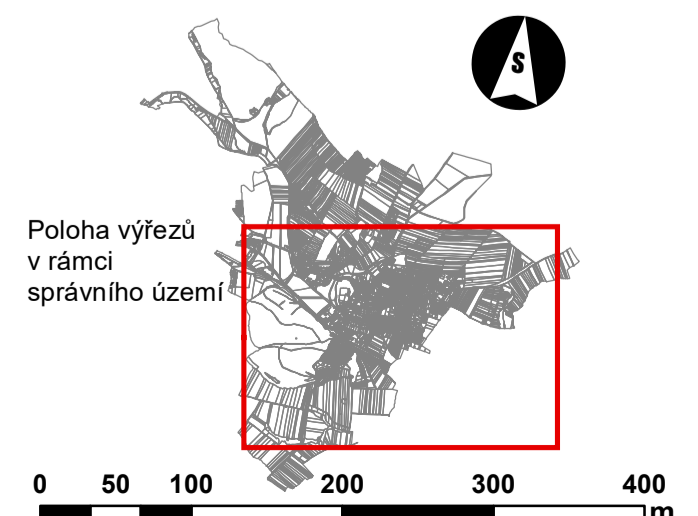 S
Poloha výřezů
v rámci
správního území
0 50 100 200 300 400
m